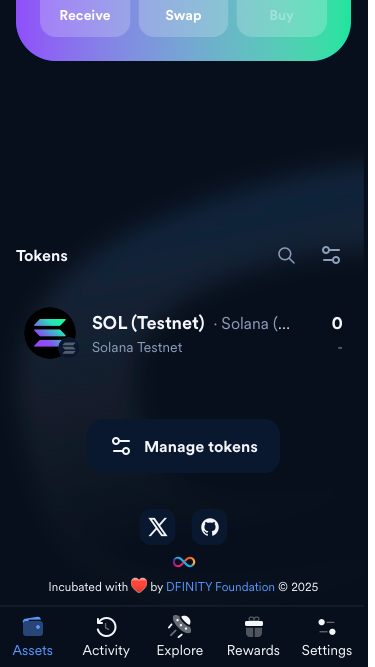 Receive Swap Buy
Tokens
SOL (Testnet) · Solana (... 0
Solana Testnet -
Manage tokens
Incubated with ❤️ by DFINITY Foundation © 2025
Assets Activity Explore Rewards Settings